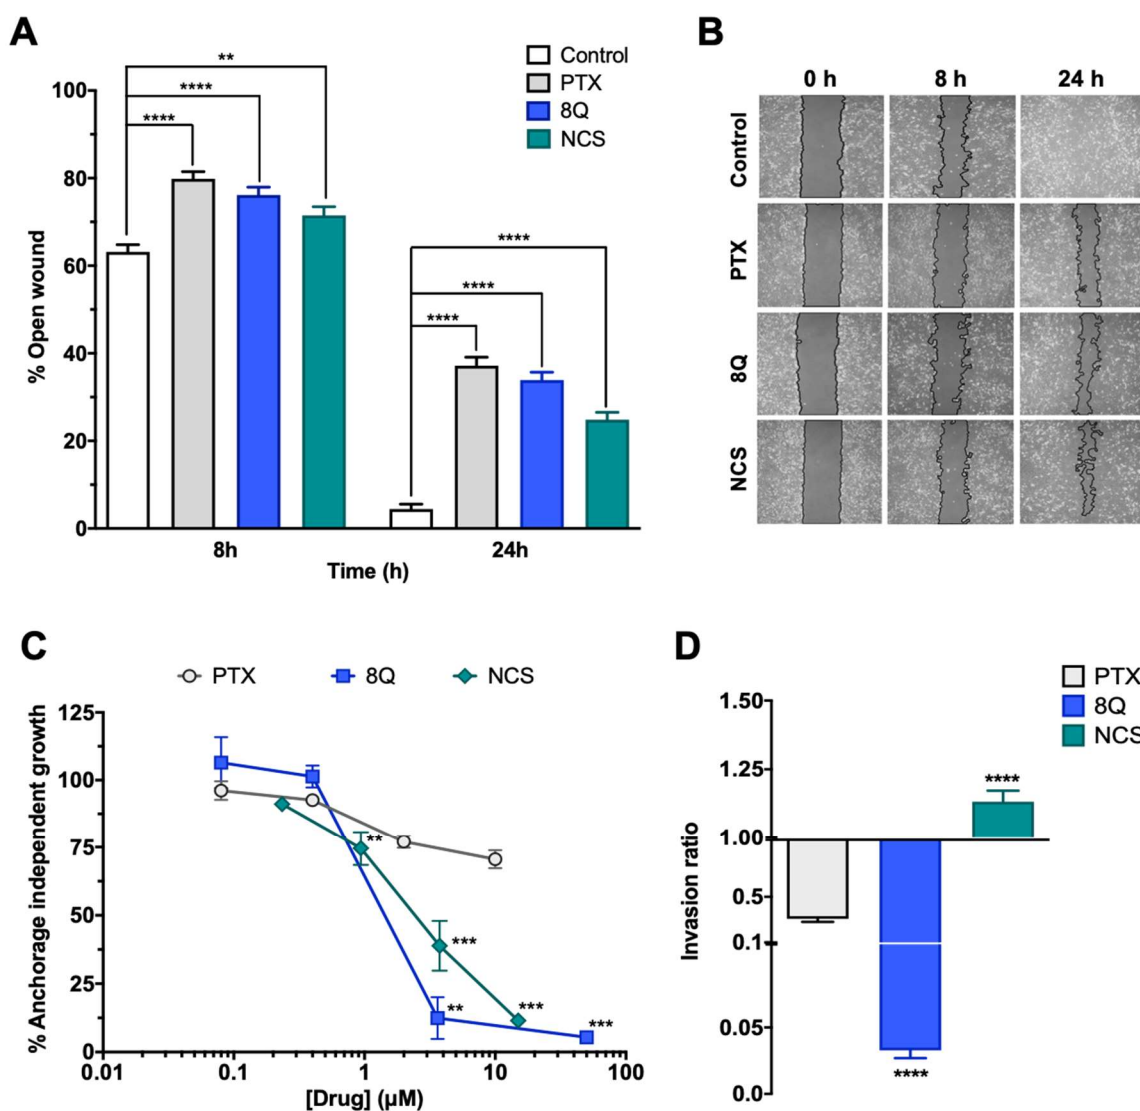 A
Control
PTX
8Q
NCS
**
****
****
****
****
****
100
80
60
40
20
0
% Open wound
8h
24h
Time (h)
B
0 h
8 h
24 h
Control
PTX
8Q
NCS
C
PTX
8Q
NCS
125
100
75
50
25
0
% Anchorage independent growth
**
***
**
***
***
0.01
0.1
1
10
100
[Drug] (µM)
D
PTX
8Q
NCS
1.50
1.25
1.00
0.5
0.1
0.05
0.0
Invasion ratio
****
****